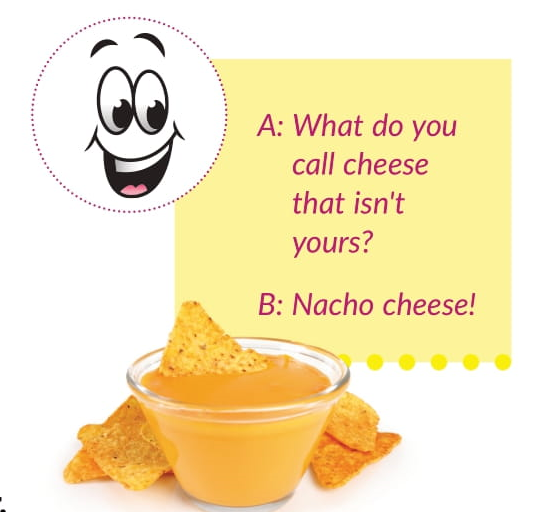 A: What do you
call cheese
that isn't
yours?
B: Nacho cheese!